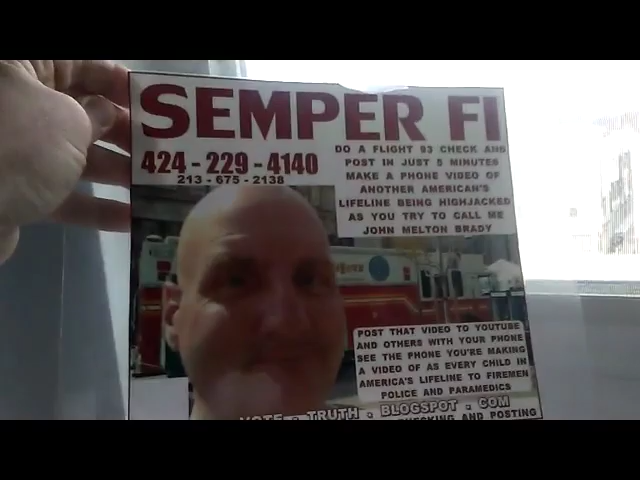 SEMPER FI
424 - 229 - 4140
213 - 675 - 2138
DO A FLIGHT 93 CHECK AND
POST IN JUST 5 MINUTES
MAKE A PHONE VIDEO OF
ANOTHER AMERICAN'S
LIFELINE BEING HIGHJACKED
AS YOU TRY TO CALL ME
JOHN MELTON BRADY
POST THAT VIDEO TO YOUTUBE
AND OTHERS WITH YOUR PHONE
SEE THE PHONE YOU'RE MAKING
A VIDEO OF AS EVERY CHILD IN
AMERICA'S LIFELINE TO FIREMEN
POLICE AND PARAMEDICS
VOTE - TRUTH - BLOGSPOT - COM
CHECKING AND POSTING